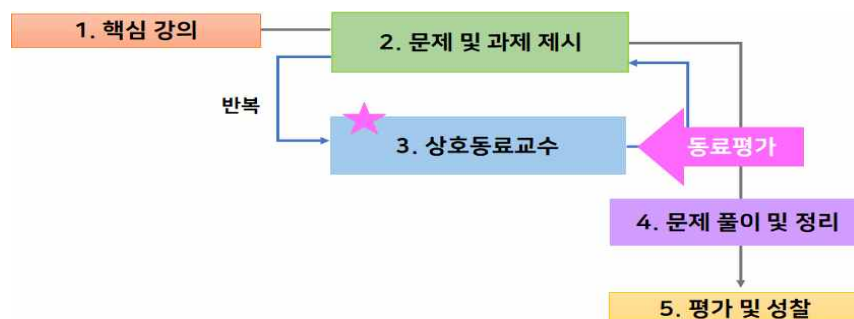 1. 핵심 강의
2. 문제 및 과제 제시
반복
3. 상호동료교수
동료평가
4. 문제 풀이 및 정리
5. 평가 및 성찰